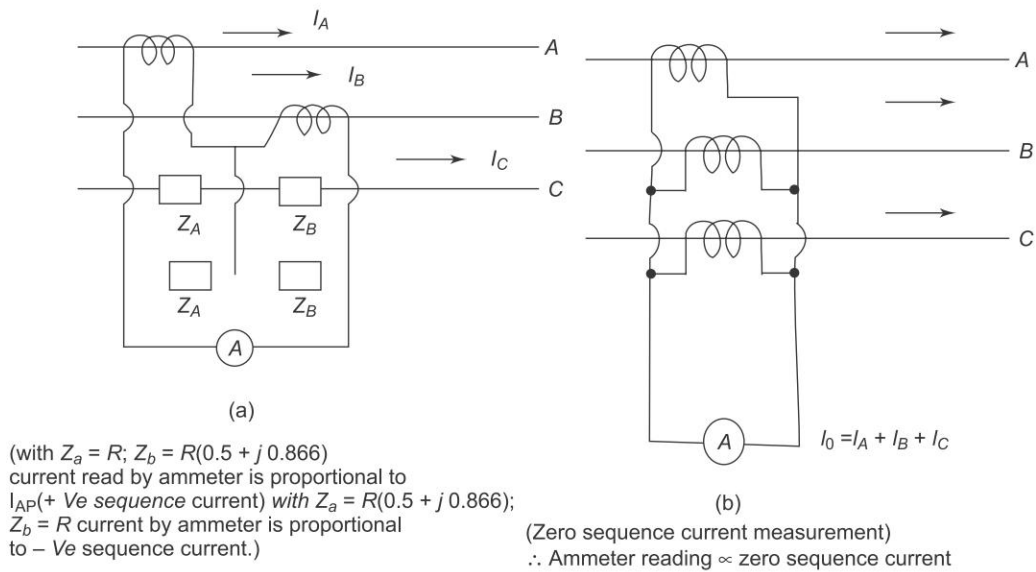 I_A
A
I_B
B
I_C
C
Z_A
Z_B
Z_A
Z_B
A
(a)
(with Z_a = R; Z_b = R(0.5 + j 0.866)
current read by ammeter is proportional to
I_AP(+ Ve sequence current) with Z_a = R(0.5 + j 0.866);
Z_b = R current by ammeter is proportional
to – Ve sequence current.)
A
B
C
A
I_0 =I_A + I_B + I_C
(b)
(Zero sequence current measurement)
∴ Ammeter reading ∝ zero sequence current